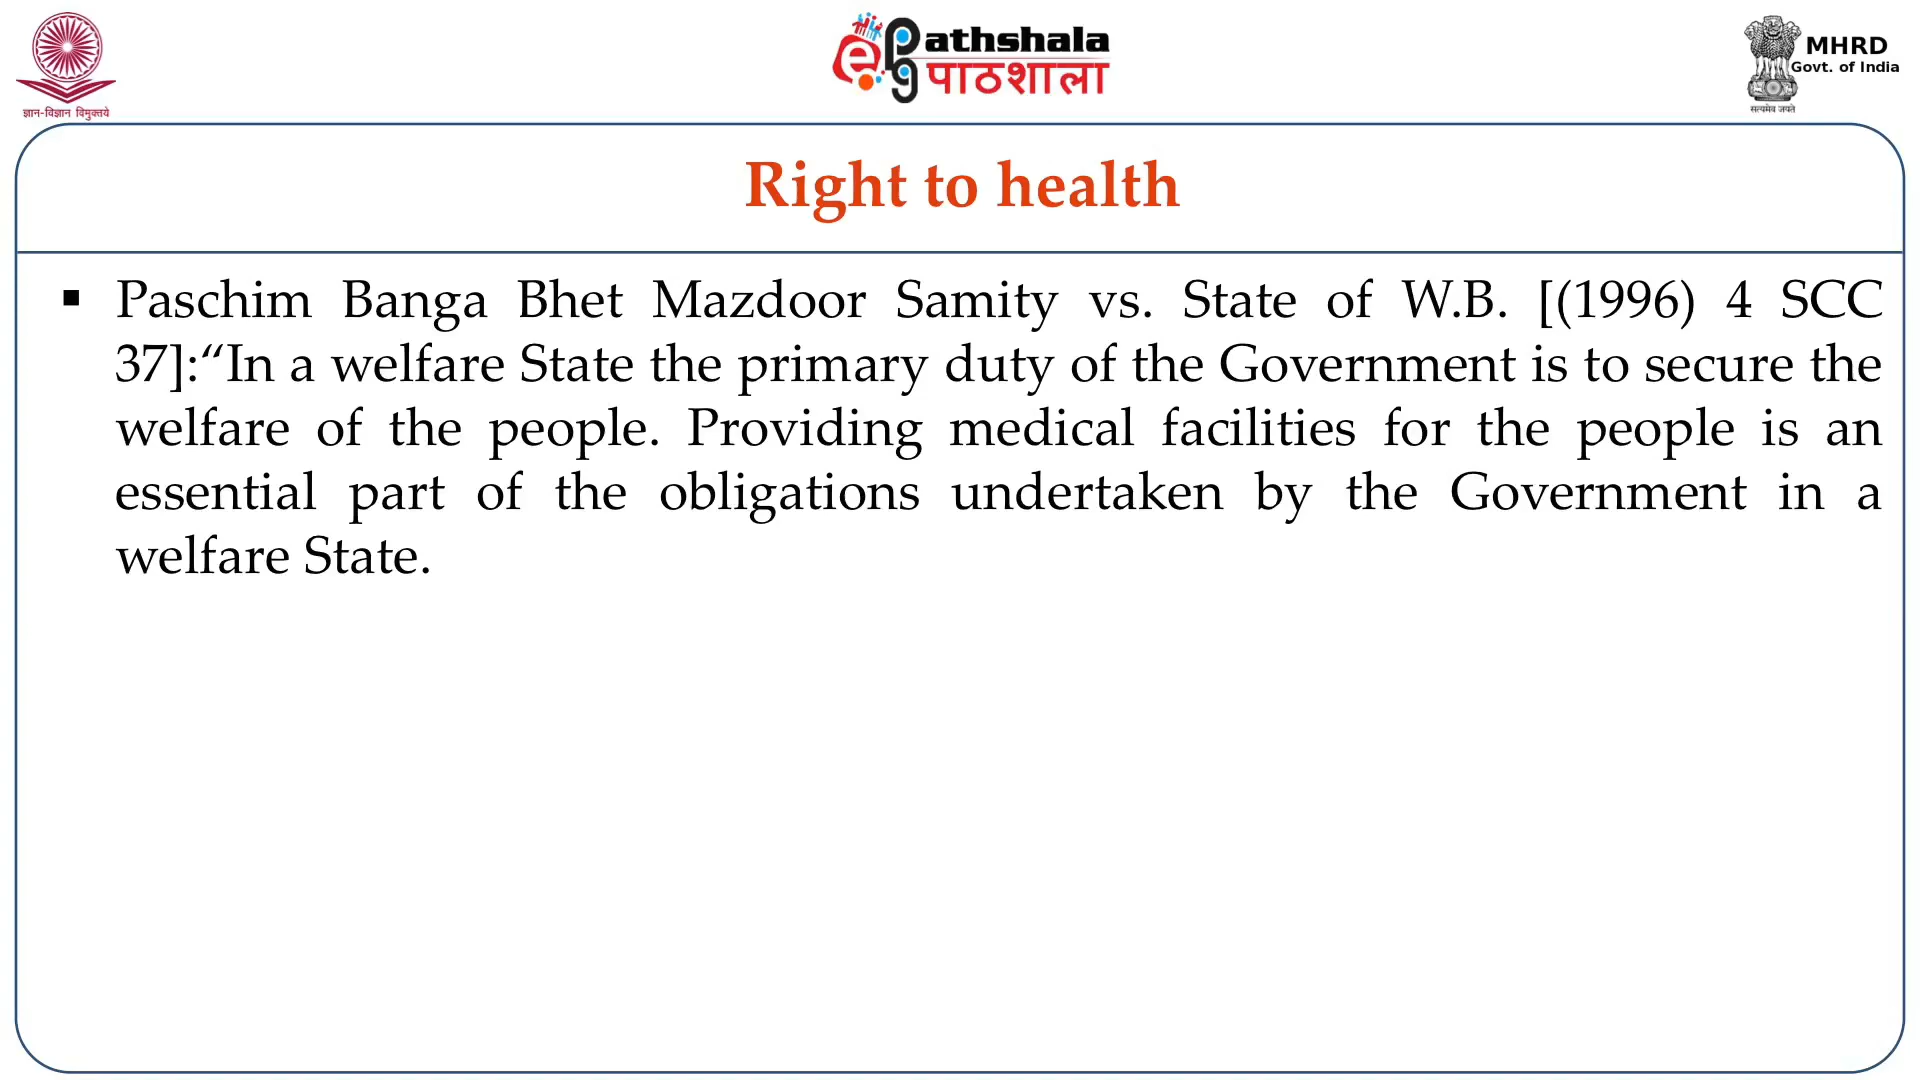 ज्ञान-विज्ञान विमुक्तये
ePathshala
पाठशाला
MHRD
Govt. of India
सत्यमेव जयते
Right to health
▪ Paschim Banga Bhet Mazdoor Samity vs. State of W.B. [(1996) 4 SCC
37]:“In a welfare State the primary duty of the Government is to secure the
welfare of the people. Providing medical facilities for the people is an
essential part of the obligations undertaken by the Government in a
welfare State.